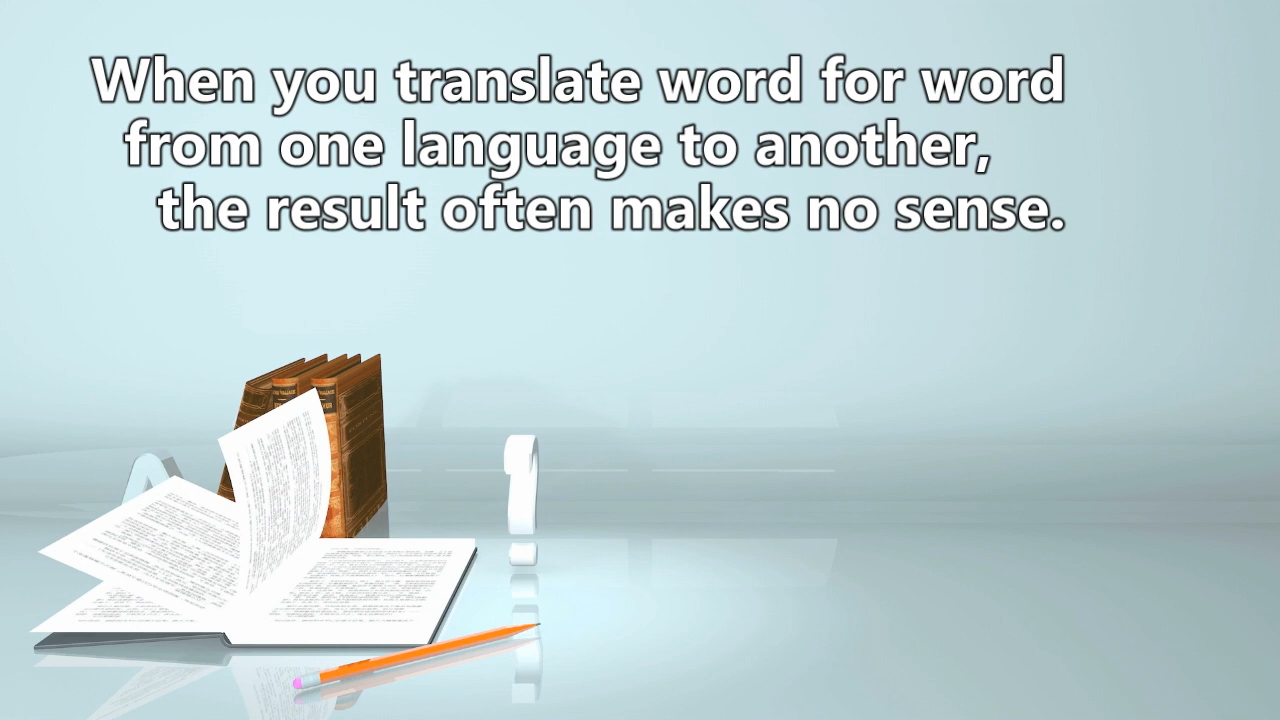 When you translate word for word
from one language to another,
the result often makes no sense.